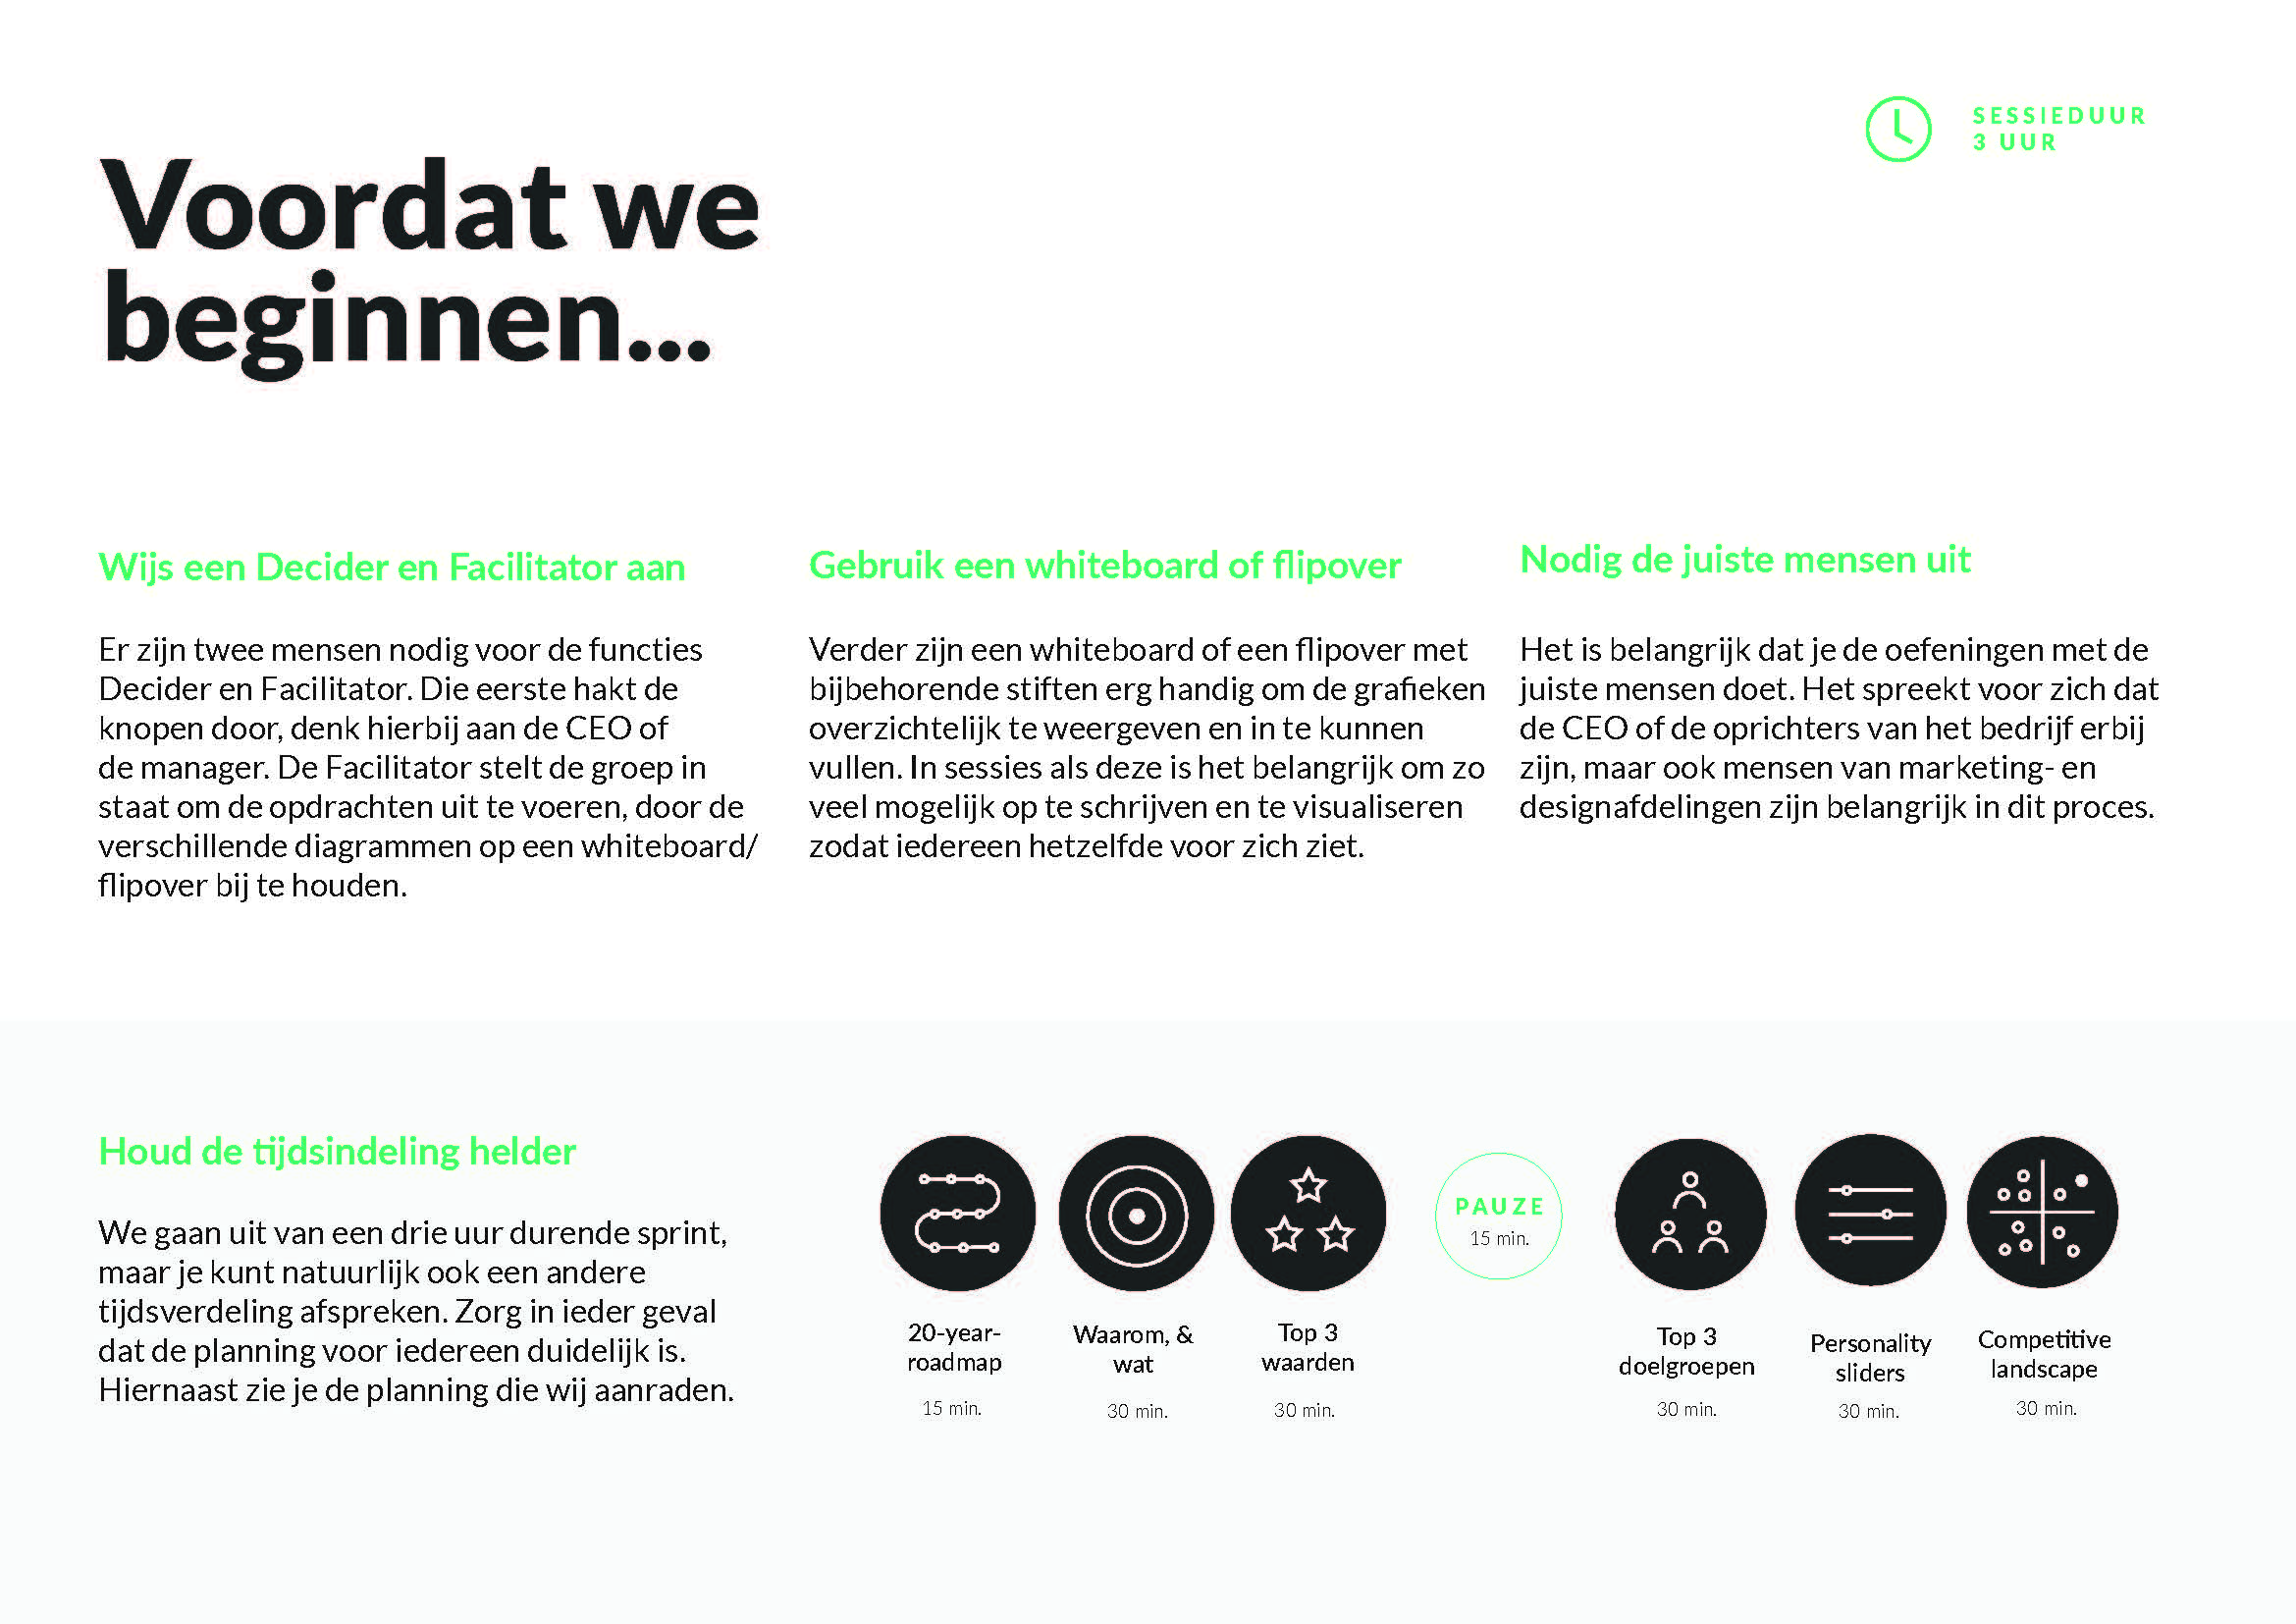 SESSIEDUUR
3 UUR
Voordat we
beginnen...
Wijs een Decider en Facilitator aan
Er zijn twee mensen nodig voor de functies
Decider en Facilitator. Die eerste hakt de
knopen door, denk hierbij aan de CEO of
de manager. De Facilitator stelt de groep in
staat om de opdrachten uit te voeren, door de
verschillende diagrammen op een whiteboard/
flipover bij te houden.
Gebruik een whiteboard of flipover
Verder zijn een whiteboard of een flipover met
bijbehorende stiften erg handig om de grafieken
overzichtelijk te weergeven en in te kunnen
vullen. In sessies als deze is het belangrijk om zo
veel mogelijk op te schrijven en te visualiseren
zodat iedereen hetzelfde voor zich ziet.
Nodig de juiste mensen uit
Het is belangrijk dat je de oefeningen met de
juiste mensen doet. Het spreekt voor zich dat
de CEO of de oprichters van het bedrijf erbij
zijn, maar ook mensen van marketing- en
designafdelingen zijn belangrijk in dit proces.
Houd de tijdsindeling helder
We gaan uit van een drie uur durende sprint,
maar je kunt natuurlijk ook een andere
tijdsverdeling afspreken. Zorg in ieder geval
dat de planning voor iedereen duidelijk is.
Hiernaast zie je de planning die wij aanraden.
20-year-
roadmap
15 min.
Waarom, &
wat
30 min.
Top 3
waarden
30 min.
PAUZE
15 min.
Top 3
doelgroepen
30 min.
Personality
sliders
30 min.
Competitive
landscape
30 min.